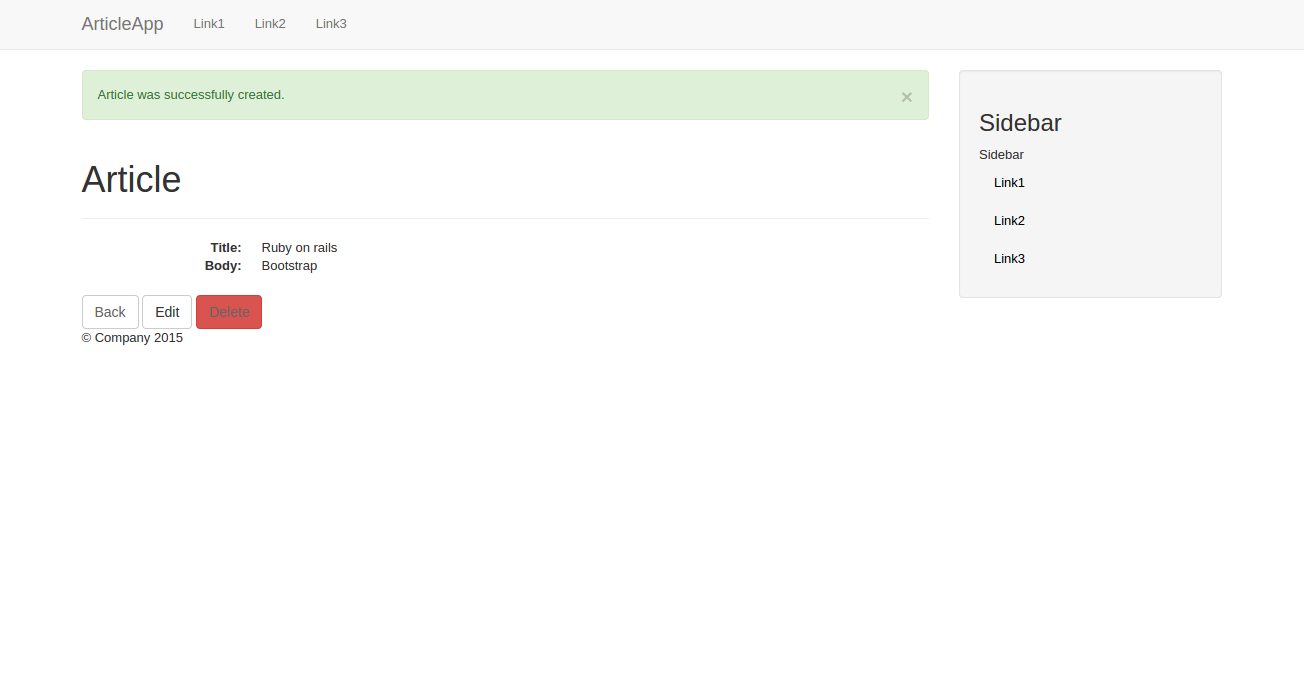 ArticleApp Link1 Link2 Link3
Article was successfully created. ×
Article
Title: Ruby on rails
Body: Bootstrap
Back Edit Delete
© Company 2015
Sidebar
Sidebar
Link1
Link2
Link3